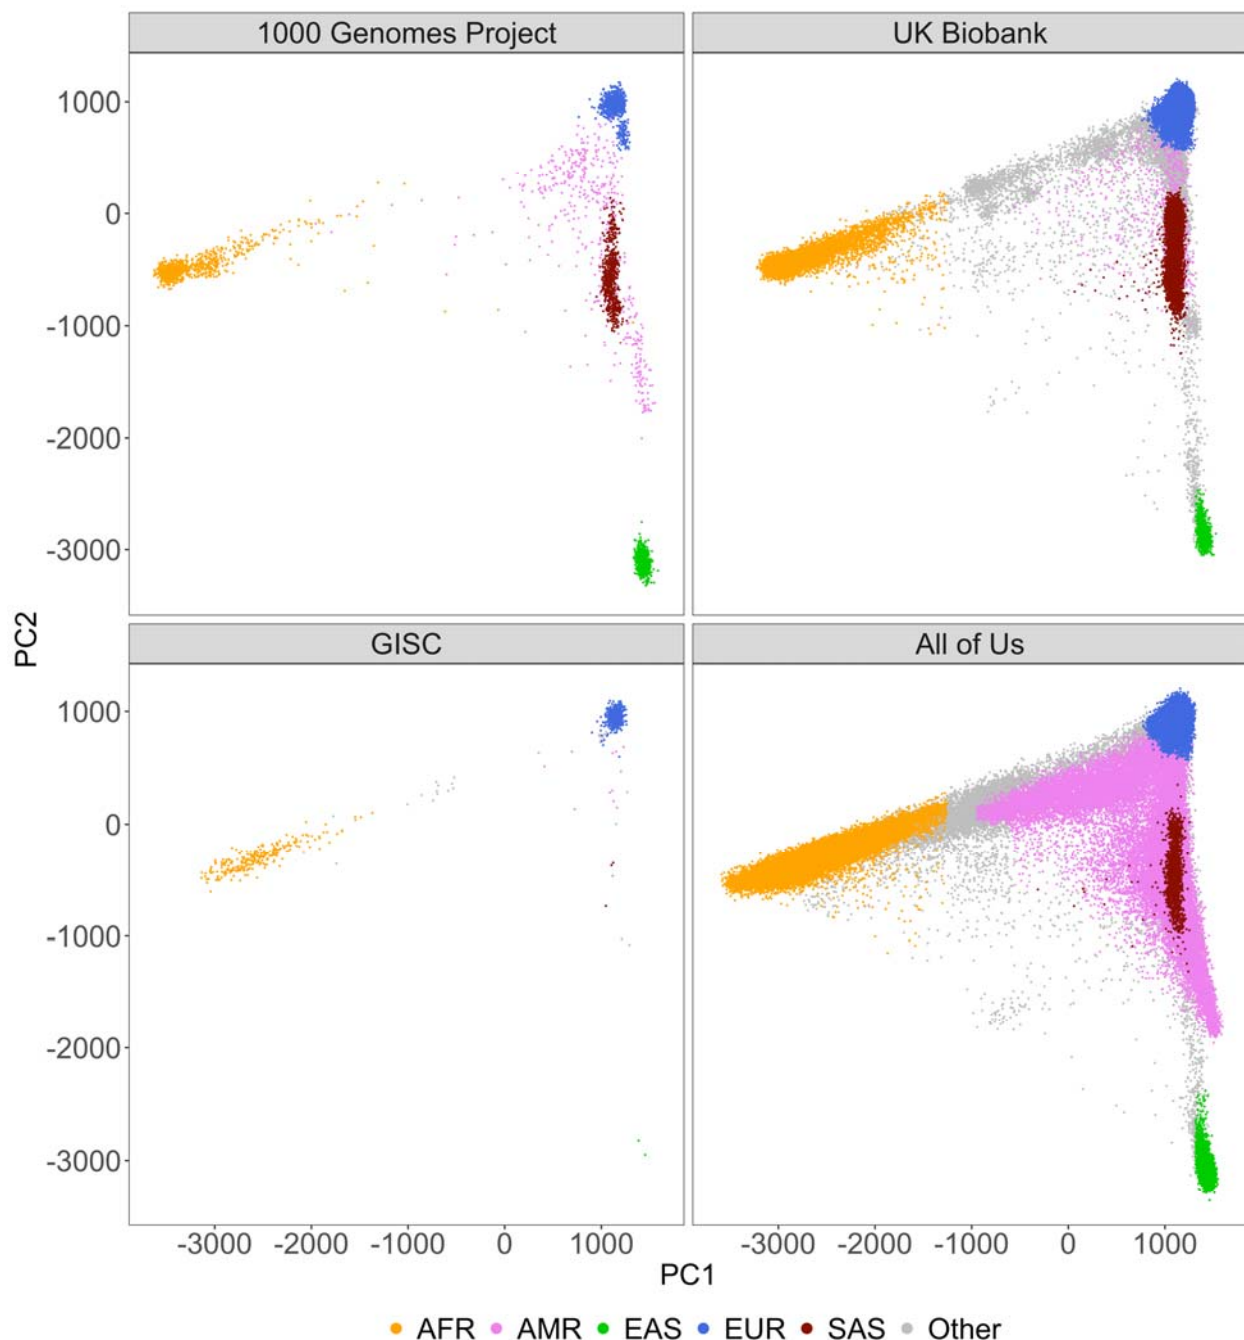 1000 Genomes Project
UK Biobank
1000
0
-1000
-2000
-3000
PC2
GISC
All of Us
1000
0
-1000
-2000
-3000
-3000 -2000 -1000 0 1000
-3000 -2000 -1000 0 1000
PC1
AFR AMR EAS EUR SAS Other